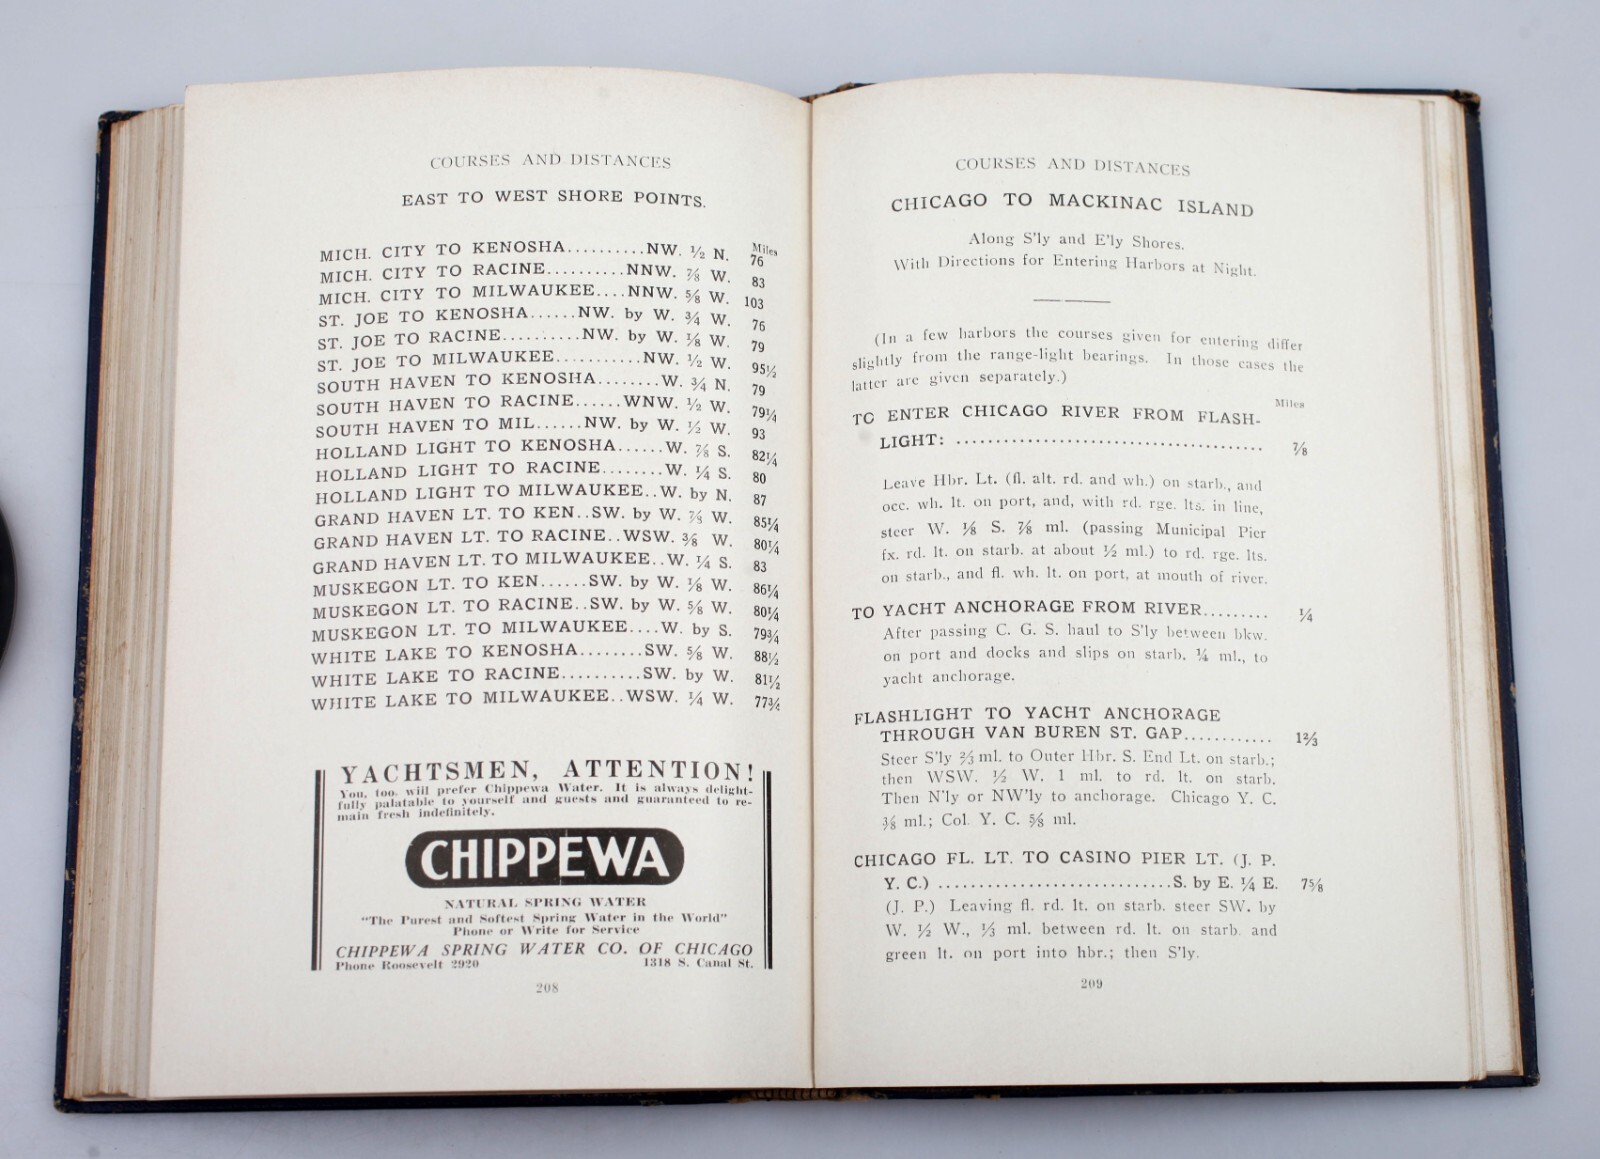 COURSES AND DISTANCES
EAST TO WEST SHORE POINTS.
Miles
MICH. CITY TO KENOSHA..........NW. ½ N. 76
MICH. CITY TO RACINE..........NNW. ⅞ W. 83
MICH. CITY TO MILWAUKEE....NNW. ⅝ W. 103
ST. JOE TO KENOSHA......NW. by W. ¾ W. 76
ST. JOE TO RACINE..........NW. by W. ⅛ W. 79
ST. JOE TO MILWAUKEE...........NW. ½ W. 95½
SOUTH HAVEN TO KENOSHA........W. ¾ N. 79
SOUTH HAVEN TO RACINE......WNW. ½ W. 79¼
SOUTH HAVEN TO MIL......NW. by W. ½ W. 93
HOLLAND LIGHT TO KENOSHA......W. ⅞ S. 82¼
HOLLAND LIGHT TO RACINE........W. ¼ S. 80
HOLLAND LIGHT TO MILWAUKEE..W. by N. 87
GRAND HAVEN LT. TO KEN..SW. by W. ⅞ W. 85¼
GRAND HAVEN LT. TO RACINE..WSW. ⅜ W. 80¼
GRAND HAVEN LT. TO MILWAUKEE..W. ¼ S. 83
MUSKEGON LT. TO KEN......SW. by W. ⅛ W. 86¼
MUSKEGON LT. TO RACINE..SW. by W. ⅝ W. 80¼
MUSKEGON LT. TO MILWAUKEE....W. by S. 79¾
WHITE LAKE TO KENOSHA........SW. ⅝ W. 88½
WHITE LAKE TO RACINE..........SW. by W. 81½
WHITE LAKE TO MILWAUKEE..WSW. ¼ W. 77¾
YACHTSMEN, ATTENTION!
You, too, will prefer Chippewa Water. It is always delight-
fully palatable to yourself and guests and guaranteed to re-
main fresh indefinitely.
CHIPPEWA
NATURAL SPRING WATER
"The Purest and Softest Spring Water in the World"
Phone or Write for Service
CHIPPEWA SPRING WATER CO. OF CHICAGO
Phone Roosevelt 2920 1318 S. Canal St.
208
COURSES AND DISTANCES
CHICAGO TO MACKINAC ISLAND
Along S'ly and E'ly Shores.
With Directions for Entering Harbors at Night.
(In a few harbors the courses given for entering differ
slightly from the range-light bearings. In those cases the
latter are given separately.)
Miles
TO ENTER CHICAGO RIVER FROM FLASH-
LIGHT: ...................................... ⅞
Leave Hbr. Lt. (fl. alt. rd. and wh.) on starb., and
occ. wh. lt. on port, and, with rd. rge. lts. in line,
steer W. ⅛ S. ⅞ ml. (passing Municipal Pier
fx. rd. lt. on starb. at about ½ ml.) to rd. rge. lts.
on starb., and fl. wh. lt. on port, at mouth of river.
TO YACHT ANCHORAGE FROM RIVER......... ¼
After passing C. G. S. haul to S'ly between bkw.
on port and docks and slips on starb. ¼ ml., to
yacht anchorage.
FLASHLIGHT TO YACHT ANCHORAGE
THROUGH VAN BUREN ST. GAP............ 1⅔
Steer S'ly ⅔ ml. to Outer Hbr. S. End Lt. on starb.;
then WSW. ½ W. 1 ml. to rd. lt. on starb.
Then N'ly or NW'ly to anchorage. Chicago Y. C.
⅜ ml.; Col. Y. C. ⅝ ml.
CHICAGO FL. LT. TO CASINO PIER LT. (J. P.
Y. C.) .............................S. by E. ¼ E. 7⅝
(J. P.) Leaving fl. rd. lt. on starb. steer SW. by
W. ½ W., ⅓ ml. between rd. lt. on starb. and
green lt. on port into hbr.; then S'ly.
209